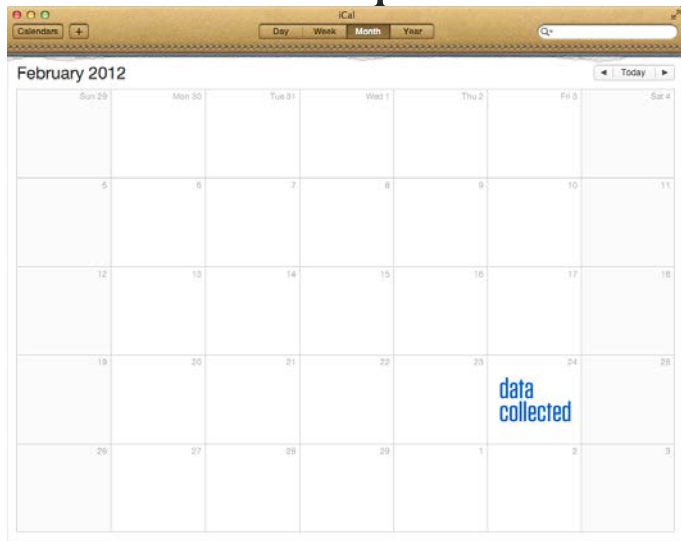 iCal
Calendars + Day Week Month Year
February 2012 Today
Sun 29 Mon 30 Tue 31 Wed 1 Thu 2 Fri 3 Sat 4
5 6 7 8 9 10 11
12 13 14 15 16 17 18
19 20 21 22 23 24 25
data
collected
26 27 28 29 1 2 3